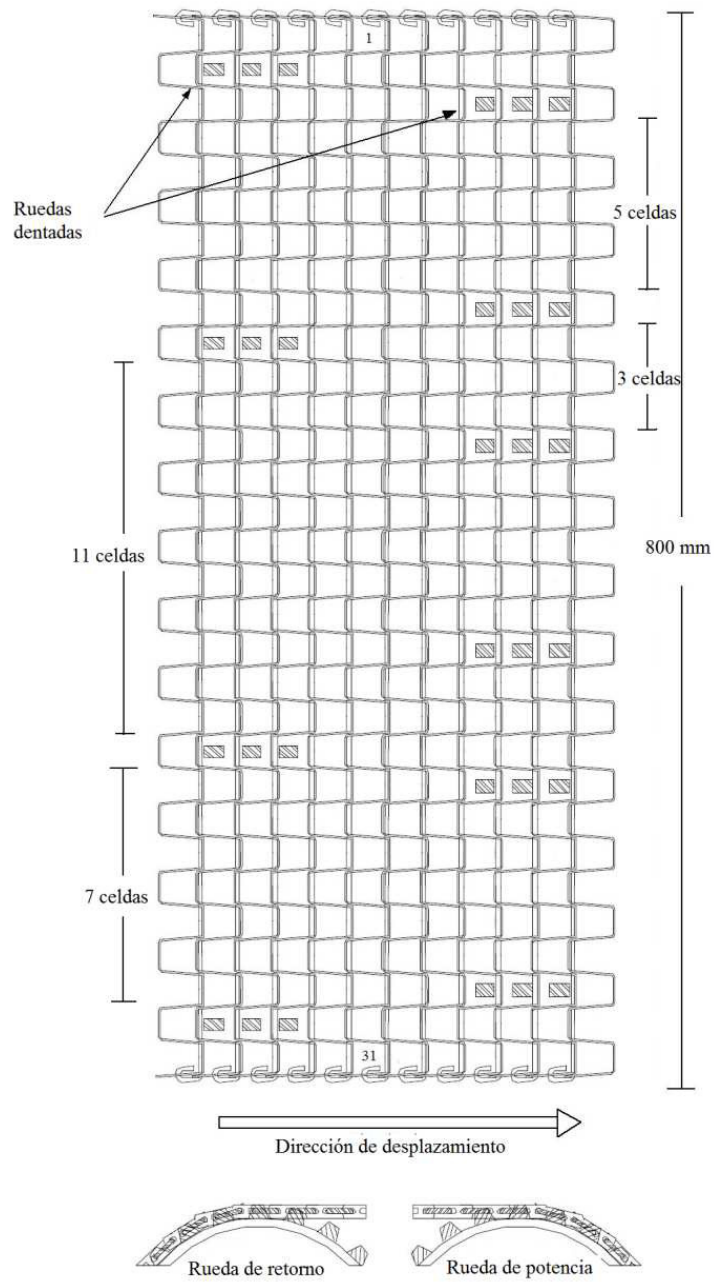 1
Ruedas
dentadas
5 celdas
3 celdas
11 celdas
800 mm
7 celdas
31
Dirección de desplazamiento
Rueda de retorno
Rueda de potencia